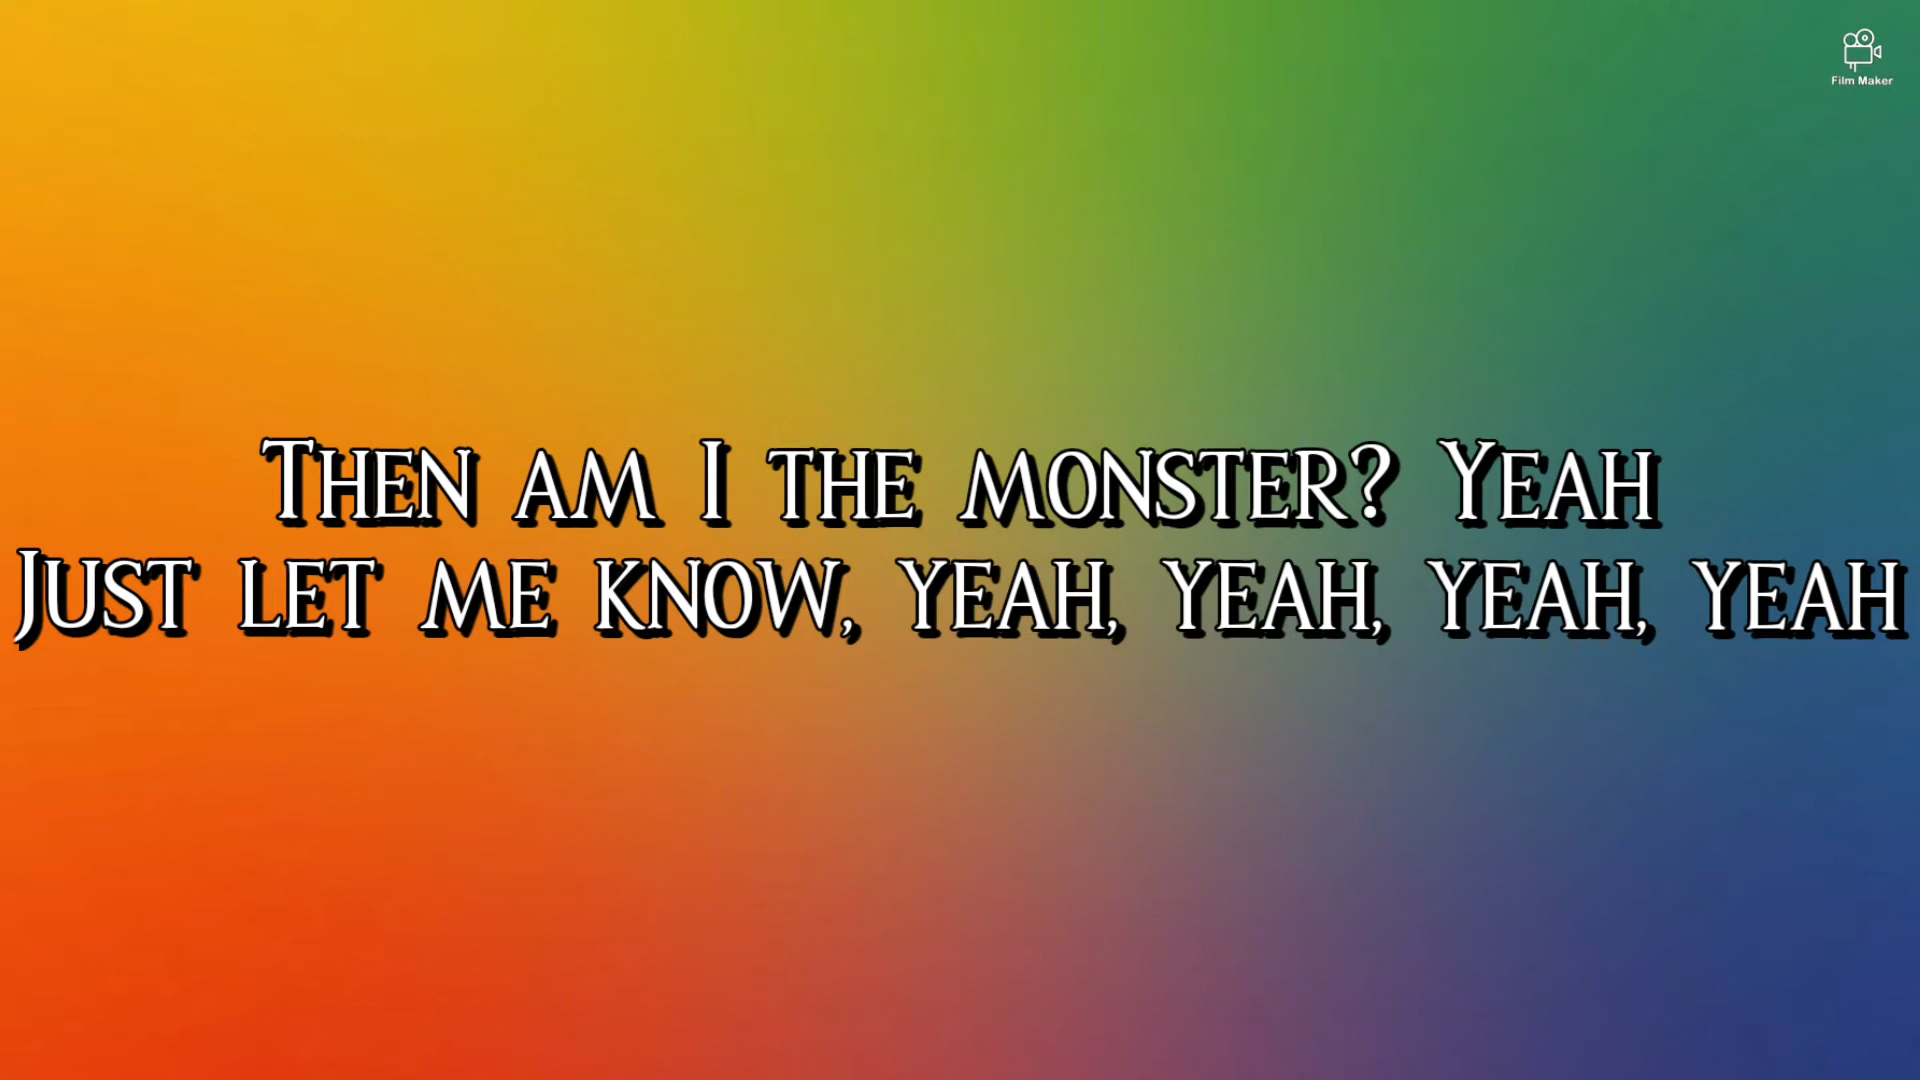 Film Maker
Then am I the monster? Yeah
Just let me know, yeah, yeah, yeah, yeah